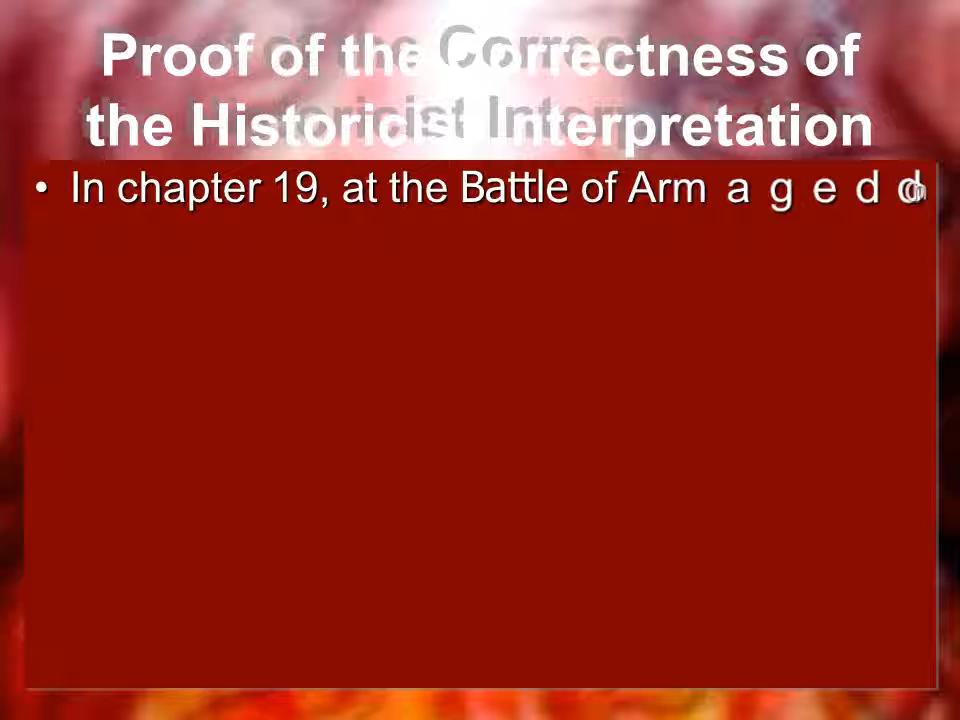 Proof of the Correctness of
the Historicist Interpretation
• In chapter 19, at the Battle of Arm a g e d d